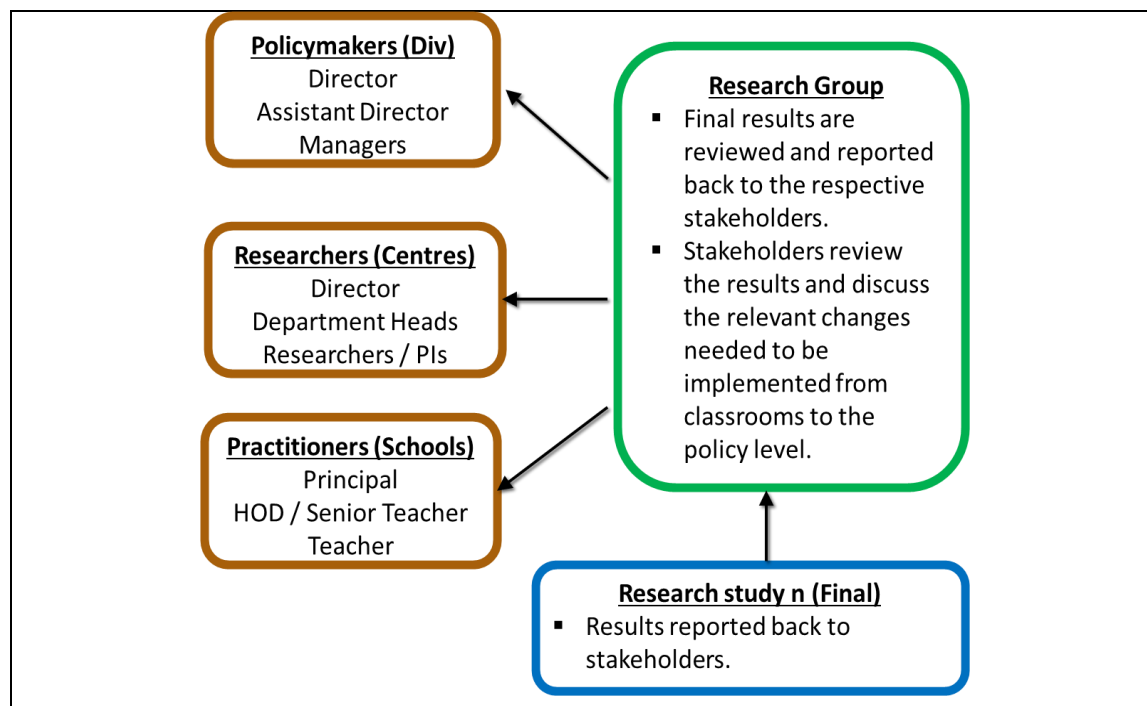 Policymakers (Div)
Director
Assistant Director
Managers
Researchers (Centres)
Director
Department Heads
Researchers / PIs
Practitioners (Schools)
Principal
HOD / Senior Teacher
Teacher
Research Group
▪ Final results are
reviewed and reported
back to the respective
stakeholders.
▪ Stakeholders review
the results and discuss
the relevant changes
needed to be
implemented from
classrooms to the
policy level.
Research study n (Final)
▪ Results reported back to
stakeholders.